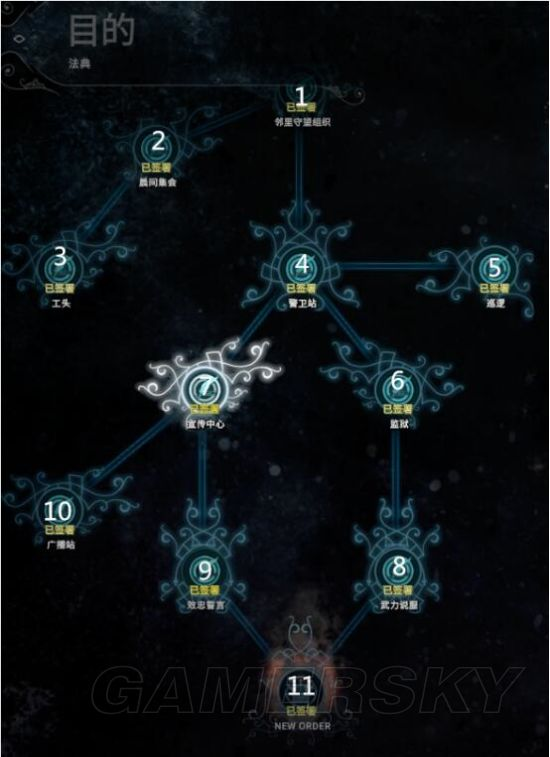 目的
法典
1
已签署
邻里守望组织
2
已签署
晨间集会
3
已签署
工头
4
已签署
警卫站
5
已签署
巡逻
7
已签署
宣传中心
6
已签署
监狱
10
已签署
广播站
9
已签署
效忠誓言
8
已签署
武力说服
11
已签署
NEW ORDER
GAMERSKY